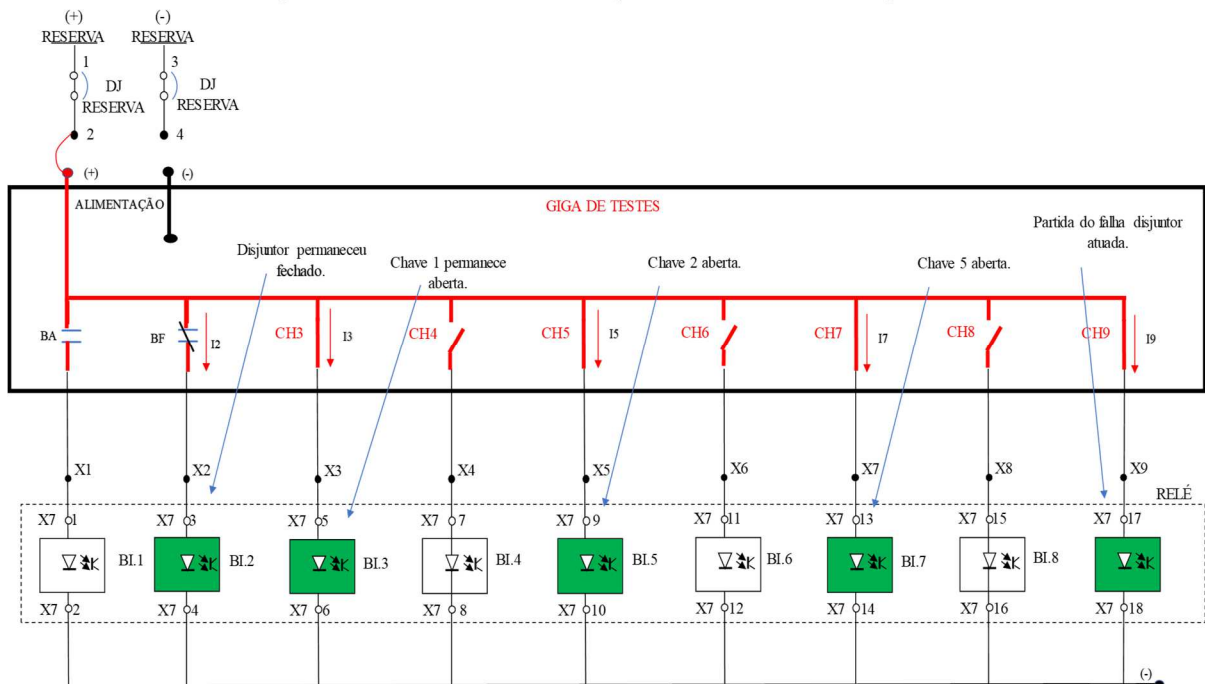 (+) (-)
RESERVA RESERVA
1 3
DJ DJ
RESERVA RESERVA
2 4
(+) (-)
ALIMENTAÇÃO GIGA DE TESTES
Partida do falha disjuntor
atuada.
Disjuntor permaneceu
fechado.
Chave 1 permanece
aberta.
Chave 2 aberta.
Chave 5 aberta.
BA BF I2 CH3 I3 CH4 CH5 I5 CH6 CH7 I7 CH8 CH9 I9
X1 X2 X3 X4 X5 X6 X7 X8 X9
RELÉ
X7 1 X7 3 X7 5 X7 7 X7 9 X7 11 X7 13 X7 15 X7 17
BI.1 BI.2 BI.3 BI.4 BI.5 BI.6 BI.7 BI.8
X7 2 X7 4 X7 6 X7 8 X7 10 X7 12 X7 14 X7 16 X7 18
(-)